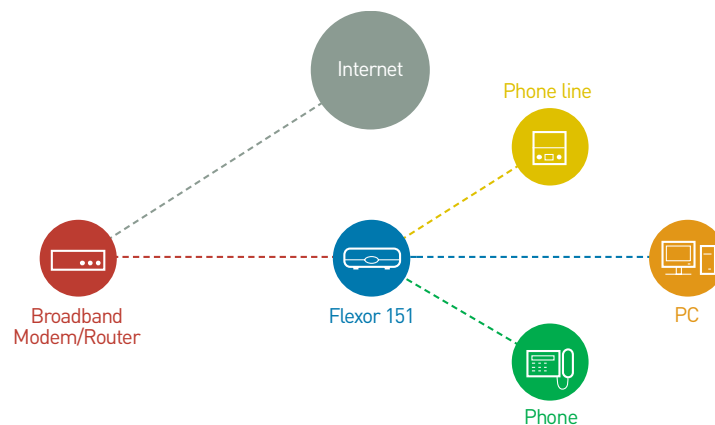 Internet
Phone line
Broadband
Modem/Router
Flexor 151
PC
Phone